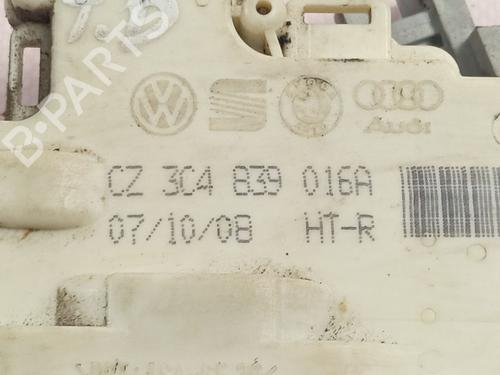 B-PARTS
Audi
CZ 3C4 839 016A
07/10/08 HT-R